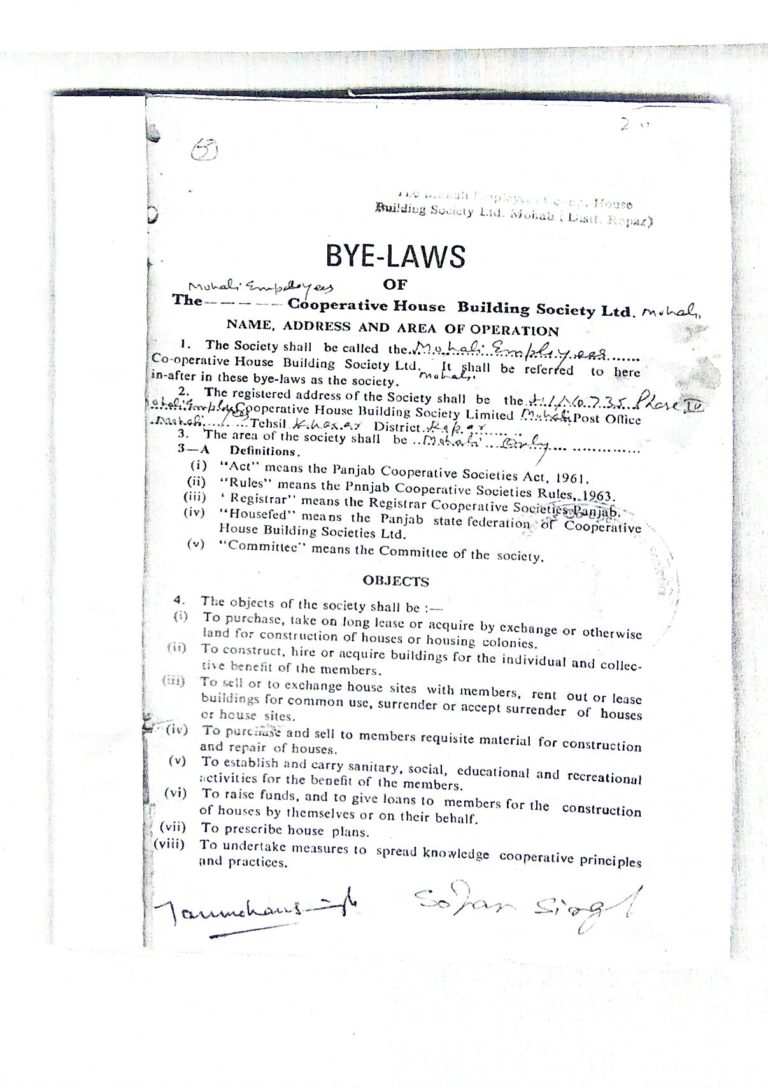 The Mohali Employees Co-op. House
Building Society Ltd. Mohali (Distt. Ropar)
BYE-LAWS
OF
Mohali Employees
The – – – – – Cooperative House Building Society Ltd. Mohali.
NAME, ADDRESS AND AREA OF OPERATION
1. The Society shall be called the Mohali Employees
Co-operative House Building Society Ltd. Mohali. It shall be referred to here
in-after in these bye-laws as the society.
2. The registered address of the Society shall be the H.No. 735 Phase IV
Mohali Employees Cooperative House Building Society Limited Mohali Post Office
Mohali Tehsil Kharar District Ropar
3. The area of the society shall be Mohali Only
3—A Definitions.
(i) "Act" means the Panjab Cooperative Societies Act, 1961.
(ii) "Rules" means the Pnnjab Cooperative Societies Rules, 1963.
(iii) ' Registrar" means the Registrar Cooperative Societies Panjab.
(iv) "Housefed" means the Panjab state federation of Cooperative
House Building Societies Ltd.
(v) "Committee" means the Committee of the society.
OBJECTS
4. The objects of the society shall be :—
(i) To purchase, take on long lease or acquire by exchange or otherwise
land for construction of houses or housing colonies.
(ii) To construct, hire or acquire buildings for the individual and collec-
tive benefit of the members.
(iii) To sell or to exchange house sites with members, rent out or lease
buildings for common use, surrender or accept surrender of houses
or house sites.
(iv) To purchase and sell to members requisite material for construction
and repair of houses.
(v) To establish and carry sanitary, social, educational and recreational
activities for the benefit of the members.
(vi) To raise funds, and to give loans to members for the construction
of houses by themselves or on their behalf.
(vii) To prescribe house plans.
(viii) To undertake measures to spread knowledge cooperative principles
and practices.
Sohan Singh